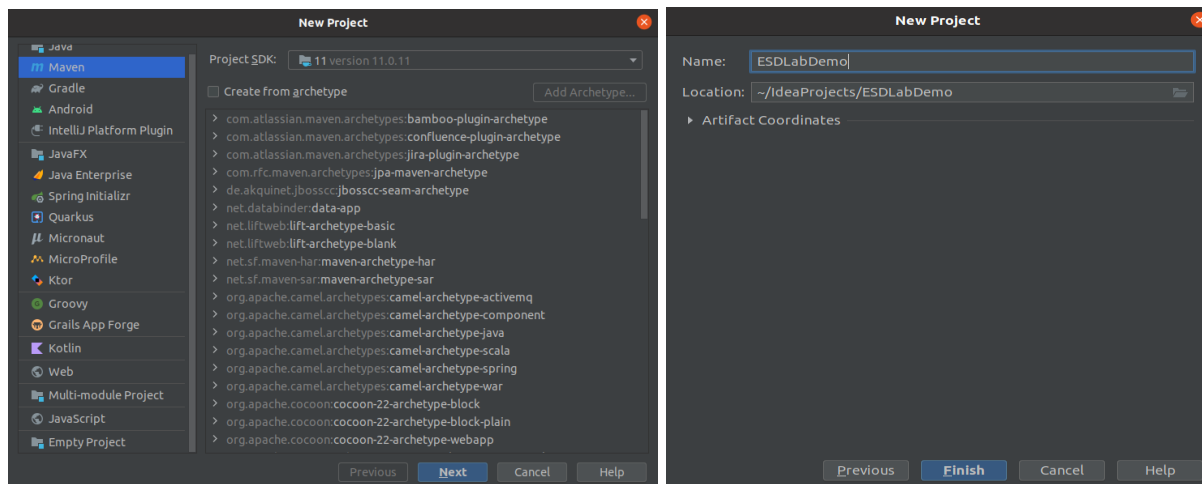 New Project
Java
Maven
Gradle
Android
IntelliJ Platform Plugin
JavaFX
Java Enterprise
Spring Initializr
Quarkus
Micronaut
MicroProfile
Ktor
Groovy
Grails App Forge
Kotlin
Web
Multi-module Project
JavaScript
Empty Project
Project SDK: 11 version 11.0.11
Create from archetype Add Archetype...
com.atlassian.maven.archetypes:bamboo-plugin-archetype
com.atlassian.maven.archetypes:confluence-plugin-archetype
com.atlassian.maven.archetypes:jira-plugin-archetype
com.rfc.maven.archetypes:jpa-maven-archetype
de.akquinet.jbosscc:jbosscc-seam-archetype
net.databinder:data-app
net.liftweb:lift-archetype-basic
net.liftweb:lift-archetype-blank
net.sf.maven-har:maven-archetype-har
net.sf.maven-sar:maven-archetype-sar
org.apache.camel.archetypes:camel-archetype-activemq
org.apache.camel.archetypes:camel-archetype-component
org.apache.camel.archetypes:camel-archetype-java
org.apache.camel.archetypes:camel-archetype-scala
org.apache.camel.archetypes:camel-archetype-spring
org.apache.camel.archetypes:camel-archetype-war
org.apache.cocoon:cocoon-22-archetype-block
org.apache.cocoon:cocoon-22-archetype-block-plain
org.apache.cocoon:cocoon-22-archetype-webapp
Previous Next Cancel Help
New Project
Name: ESDLabDemo
Location: ~/IdeaProjects/ESDLabDemo
Artifact Coordinates
Previous Finish Cancel Help